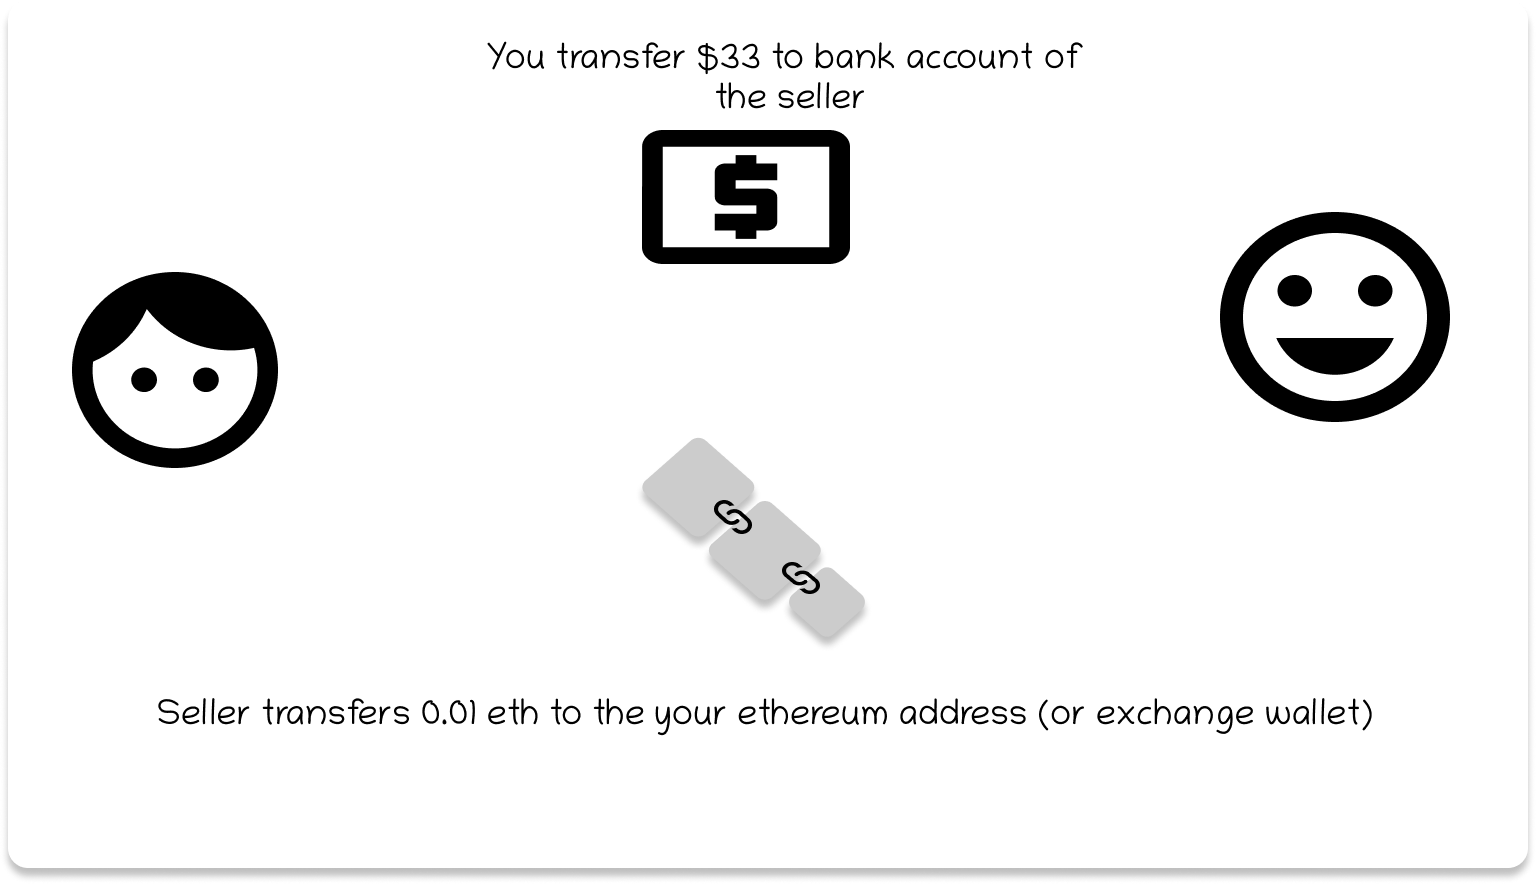 You transfer $33 to bank account of
the seller
$
Seller transfers 0.01 eth to the your ethereum address (or exchange wallet)